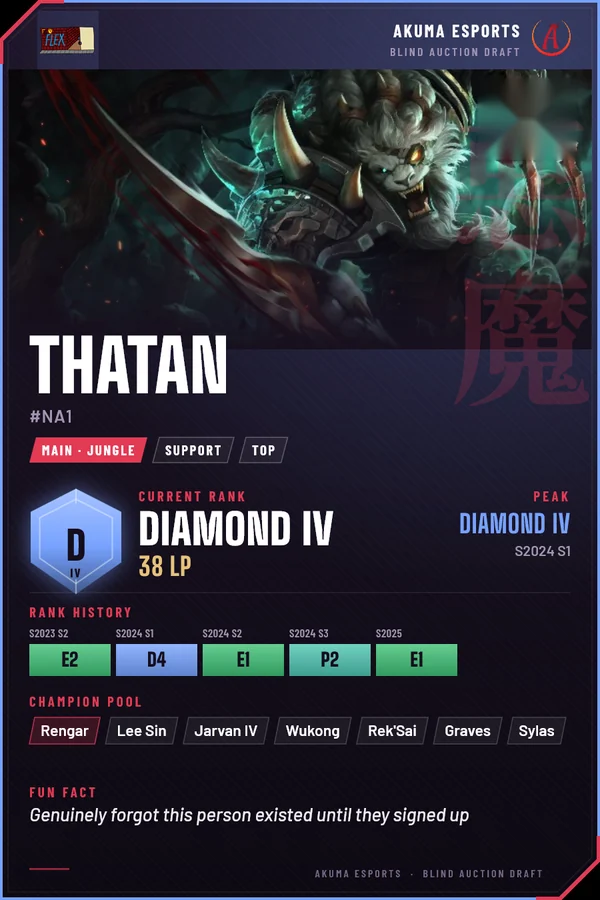 FLEX
AKUMA ESPORTS
BLIND AUCTION DRAFT
A
魔
THATAN
#NA1
MAIN · JUNGLE
SUPPORT
TOP
D
IV
CURRENT RANK
DIAMOND IV
38 LP
PEAK
DIAMOND IV
S2024 S1
RANK HISTORY
S2023 S2 S2024 S1 S2024 S2 S2024 S3 S2025
E2 D4 E1 P2 E1
CHAMPION POOL
Rengar Lee Sin Jarvan IV Wukong Rek'Sai Graves Sylas
FUN FACT
Genuinely forgot this person existed until they signed up
AKUMA ESPORTS · BLIND AUCTION DRAFT